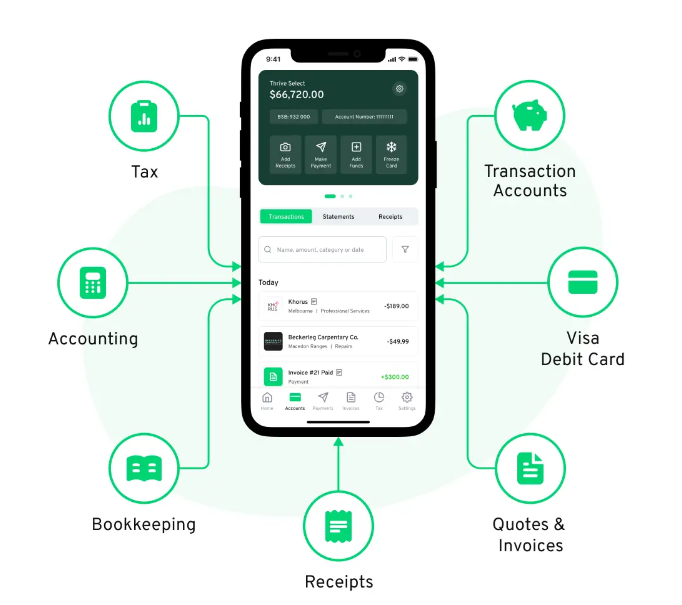 9:41
Thrive Select
$66,720.00
BSB: 932 000
Account Number: 11111111
Add
Receipts
Make
Payment
Add
Funds
Freeze
Card
Transactions
Statements
Receipts
Name, amount, category or date
Today
Khorus
Melbourne | Professional Services
-$189.00
Beckerleg Carpentary Co.
Macedon Ranges | Repairs
-$49.99
Invoice #21 Paid
Paymant
+$300.00
Home
Accounts
Payments
Invoices
Tax
Settings
Tax
Accounting
Bookkeeping
Receipts
Transaction
Accounts
Visa
Debit Card
Quotes &
Invoices